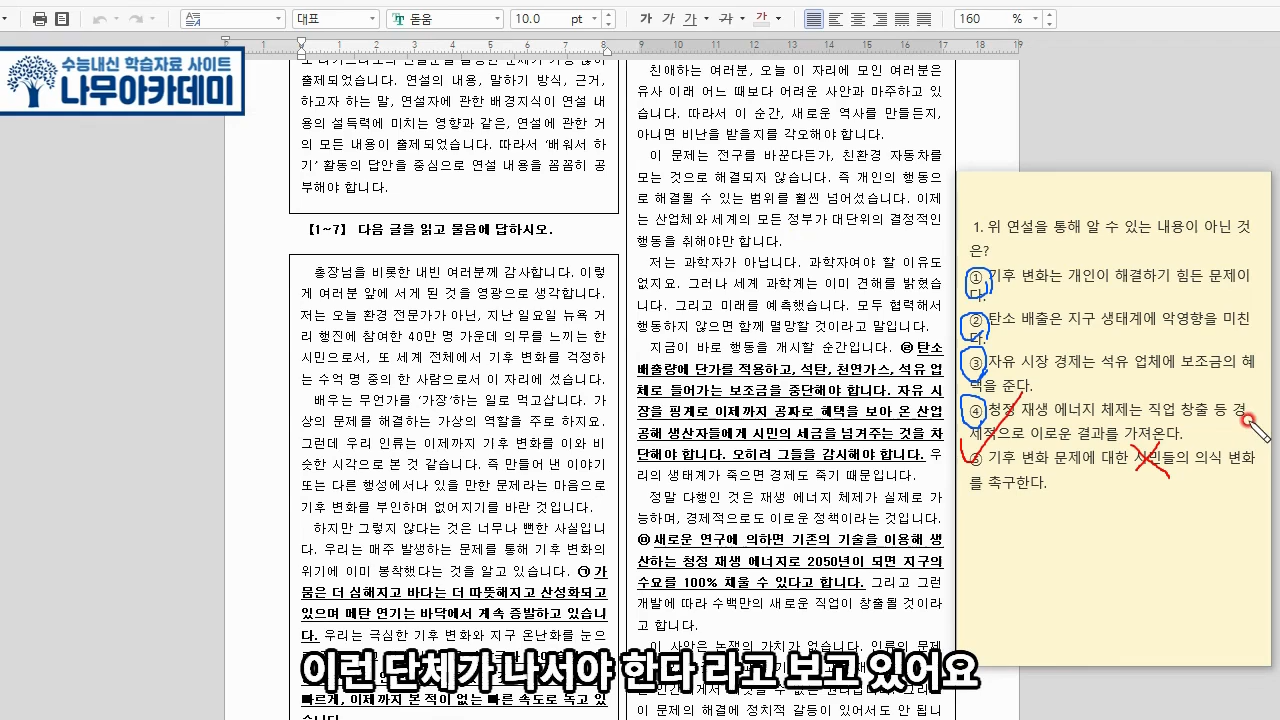 대표
돋움
10.0 pt
160 %
1 2 3 4 5 6 7 8 9 10 11 12 13 14 15 16 17 18 19
수능내신 학습자료 사이트
나무아카데미
출제되었습니다. 연설의 내용, 말하기 방식, 근거,
하고자 하는 말, 연설자에 관한 배경지식이 연설 내
용의 설득력에 미치는 영향과 같은, 연설에 관한 거
의 모든 내용이 출제되었습니다. 따라서 ‘배워서 하
기’ 활동의 답안을 중심으로 연설 내용을 꼼꼼히 공
부해야 합니다.
【1~7】 다음 글을 읽고 물음에 답하시오.
총장님을 비롯한 내빈 여러분께 감사합니다. 이렇
게 여러분 앞에 서게 된 것을 영광으로 생각합니다.
저는 오늘 환경 전문가가 아닌, 지난 일요일 뉴욕 거
리 행진에 참여한 40만 명 가운데 의무를 느끼는 한
시민으로서, 또 세계 전체에서 기후 변화를 걱정하
는 수억 명 중의 한 사람으로서 이 자리에 섰습니다.
배우는 무언가를 ‘가장’하는 일로 먹고삽니다. 가
상의 문제를 해결하는 가상의 역할을 주로 하지요.
그런데 우리 인류는 이제까지 기후 변화를 이와 비
슷한 시각으로 본 것 같습니다. 즉 만들어 낸 이야기
또는 다른 행성에서나 있을 만한 문제라는 마음으로
기후 변화를 부인하며 없어지기를 바란 것입니다.
하지만 그렇지 않다는 것은 너무나 뻔한 사실입니
다. 우리는 매주 발생하는 문제를 통해 기후 변화의
위기에 이미 봉착했다는 것을 알고 있습니다. ㉠가
뭄은 더 심해지고 바다는 더 따뜻해지고 산성화되고
있으며 메탄 연기는 바닥에서 계속 증발하고 있습니
다. 우리는 극심한 기후 변화와 지구 온난화를 눈으
빠르게, 이제까지 본 적이 없는 빠른 속도로 녹고 있
습니다.
친애하는 여러분, 오늘 이 자리에 모인 여러분은
유사 이래 어느 때보다 어려운 사안과 마주하고 있
습니다. 따라서 이 순간, 새로운 역사를 만들든지,
아니면 비난을 받을지를 각오해야 합니다.
이 문제는 전구를 바꾼다든가, 친환경 자동차를
모는 것으로 해결되지 않습니다. 즉 개인의 행동으
로 해결될 수 있는 범위를 훨씬 넘어섰습니다. 이제
는 산업체와 세계의 모든 정부가 대단위의 결정적인
행동을 취해야만 합니다.
저는 과학자가 아닙니다. 과학자여야 할 이유도
없지요. 그러나 세계 과학계는 이미 견해를 밝혔습
니다. 그리고 미래를 예측했습니다. 모두 협력해서
행동하지 않으면 함께 멸망할 것이라고 말입니다.
지금이 바로 행동을 개시할 순간입니다. 탄소
배출량에 단가를 적용하고, 석탄, 천연가스, 석유 업
체로 들어가는 보조금을 중단해야 합니다. 자유 시
장을 핑계로 이제까지 공짜로 혜택을 보아 온 산업
공해 생산자들에게 시민의 세금을 넘겨주는 것을 차
단해야 합니다. 오히려 그들을 감시해야 합니다. 우
리의 생태계가 죽으면 경제도 죽기 때문입니다.
정말 다행인 것은 재생 에너지 체제가 실제로 가
능하며, 경제적으로도 이로운 정책이라는 것입니다.
새로운 연구에 의하면 기존의 기술을 이용해 생
산하는 청정 재생 에너지로 2050년이 되면 지구의
수요를 100% 채울 수 있다고 합니다. 그리고 그런
개발에 따라 수백만의 새로운 직업이 창출될 것이라
고 합니다.
이 사안은 논쟁의 가치가 없습니다. 인류의 문제
이 문제의 해결에 정치적 갈등이 있어서도 안 됩니
1. 위 연설을 통해 알 수 있는 내용이 아닌 것
은?
① 기후 변화는 개인이 해결하기 힘든 문제이
다.
② 탄소 배출은 지구 생태계에 악영향을 미친
다.
③ 자유 시장 경제는 석유 업체에 보조금의 혜
택을 준다.
④ 청정 재생 에너지 체제는 직업 창출 등 경
제적으로 이로운 결과를 가져온다.
⑤ 기후 변화 문제에 대한 시민들의 의식 변화
를 촉구한다.
이런 단체가 나서야 한다 라고 보고 있어요